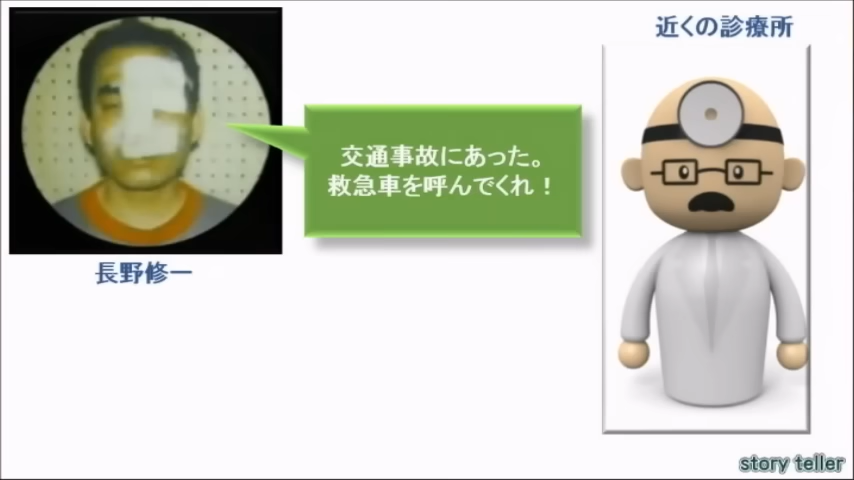 近くの診療所
交通事故にあった。
救急車を呼んでくれ！
長野修一
story teller